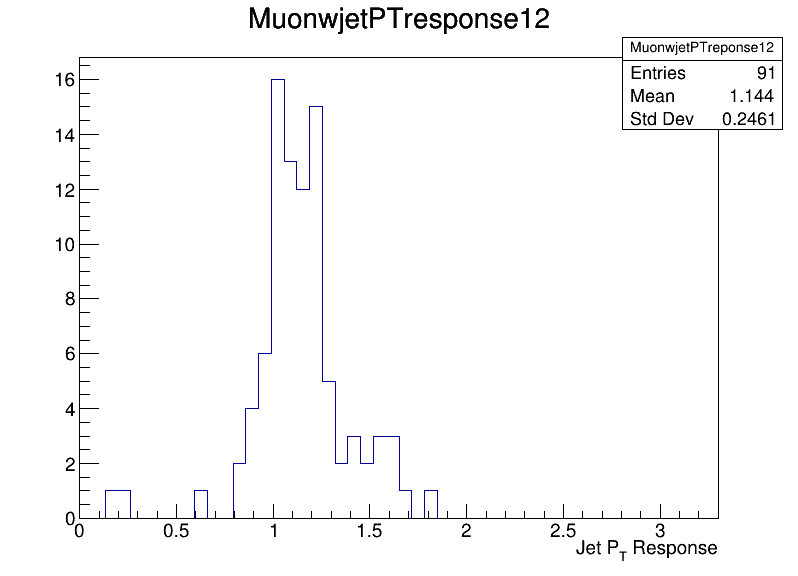 MuonwjetPTresponse12
MuonwjetPTreponse12
Entries 91
Mean 1.144
Std Dev 0.2461
16
14
12
10
8
6
4
2
0
0 0.5 1 1.5 2 2.5 3
Jet PT Response